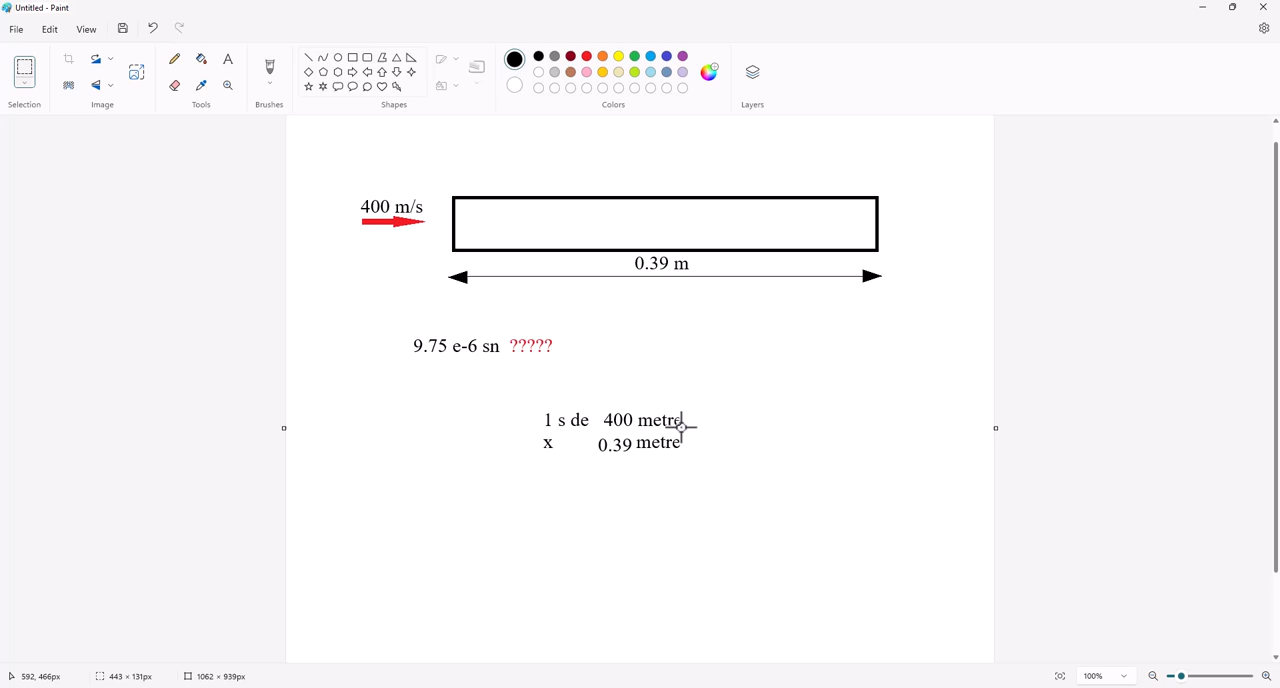 Untitled - Paint
File Edit View
Selection
Image
Tools
Brushes
Shapes
Colors
Layers
400 m/s
0.39 m
9.75 e-6 sn ?????
1 s de 400 metre
x 0.39 metre
592, 466px
443 × 131px
1062 × 939px
100%